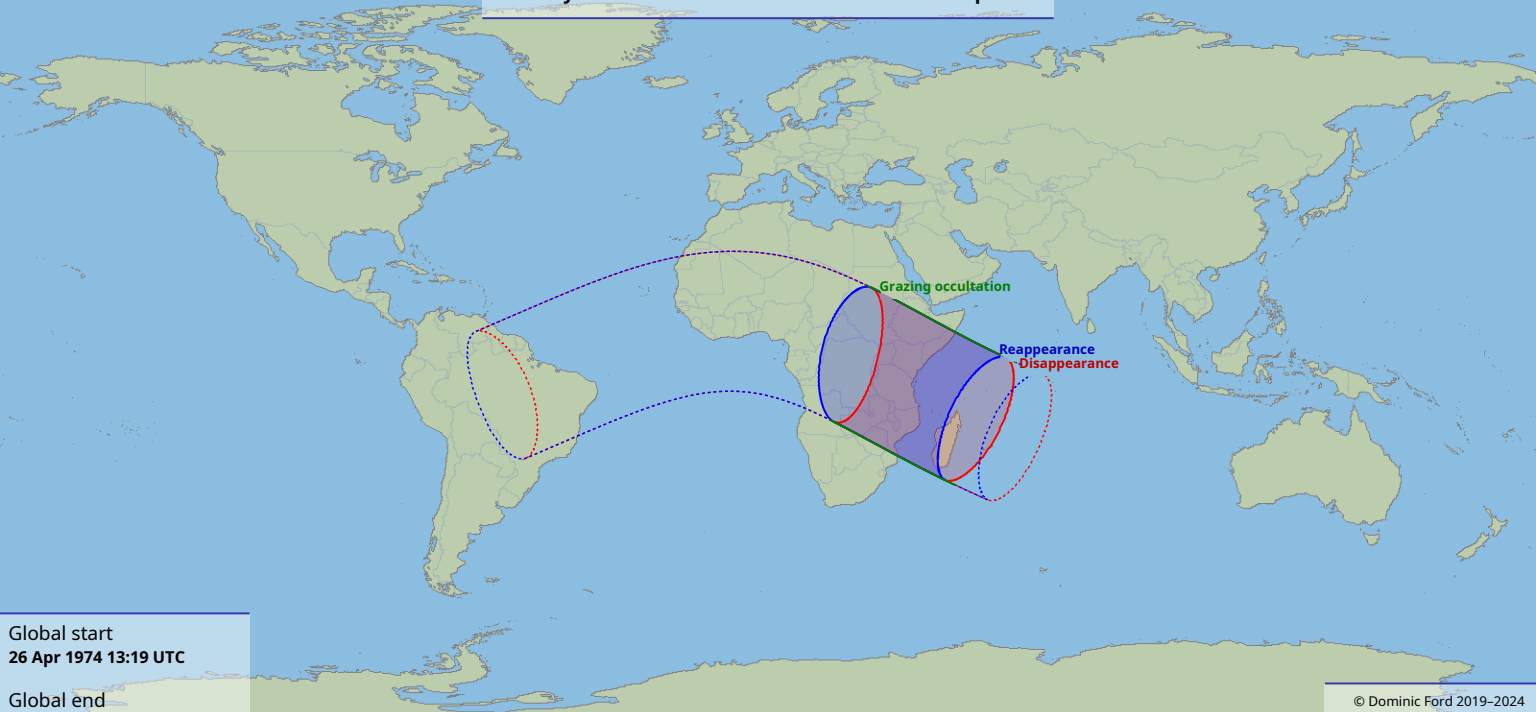 Grazing occultation
Reappearance
Disappearance
Global start
26 Apr 1974 13:19 UTC
Global end
© Dominic Ford 2019–2024